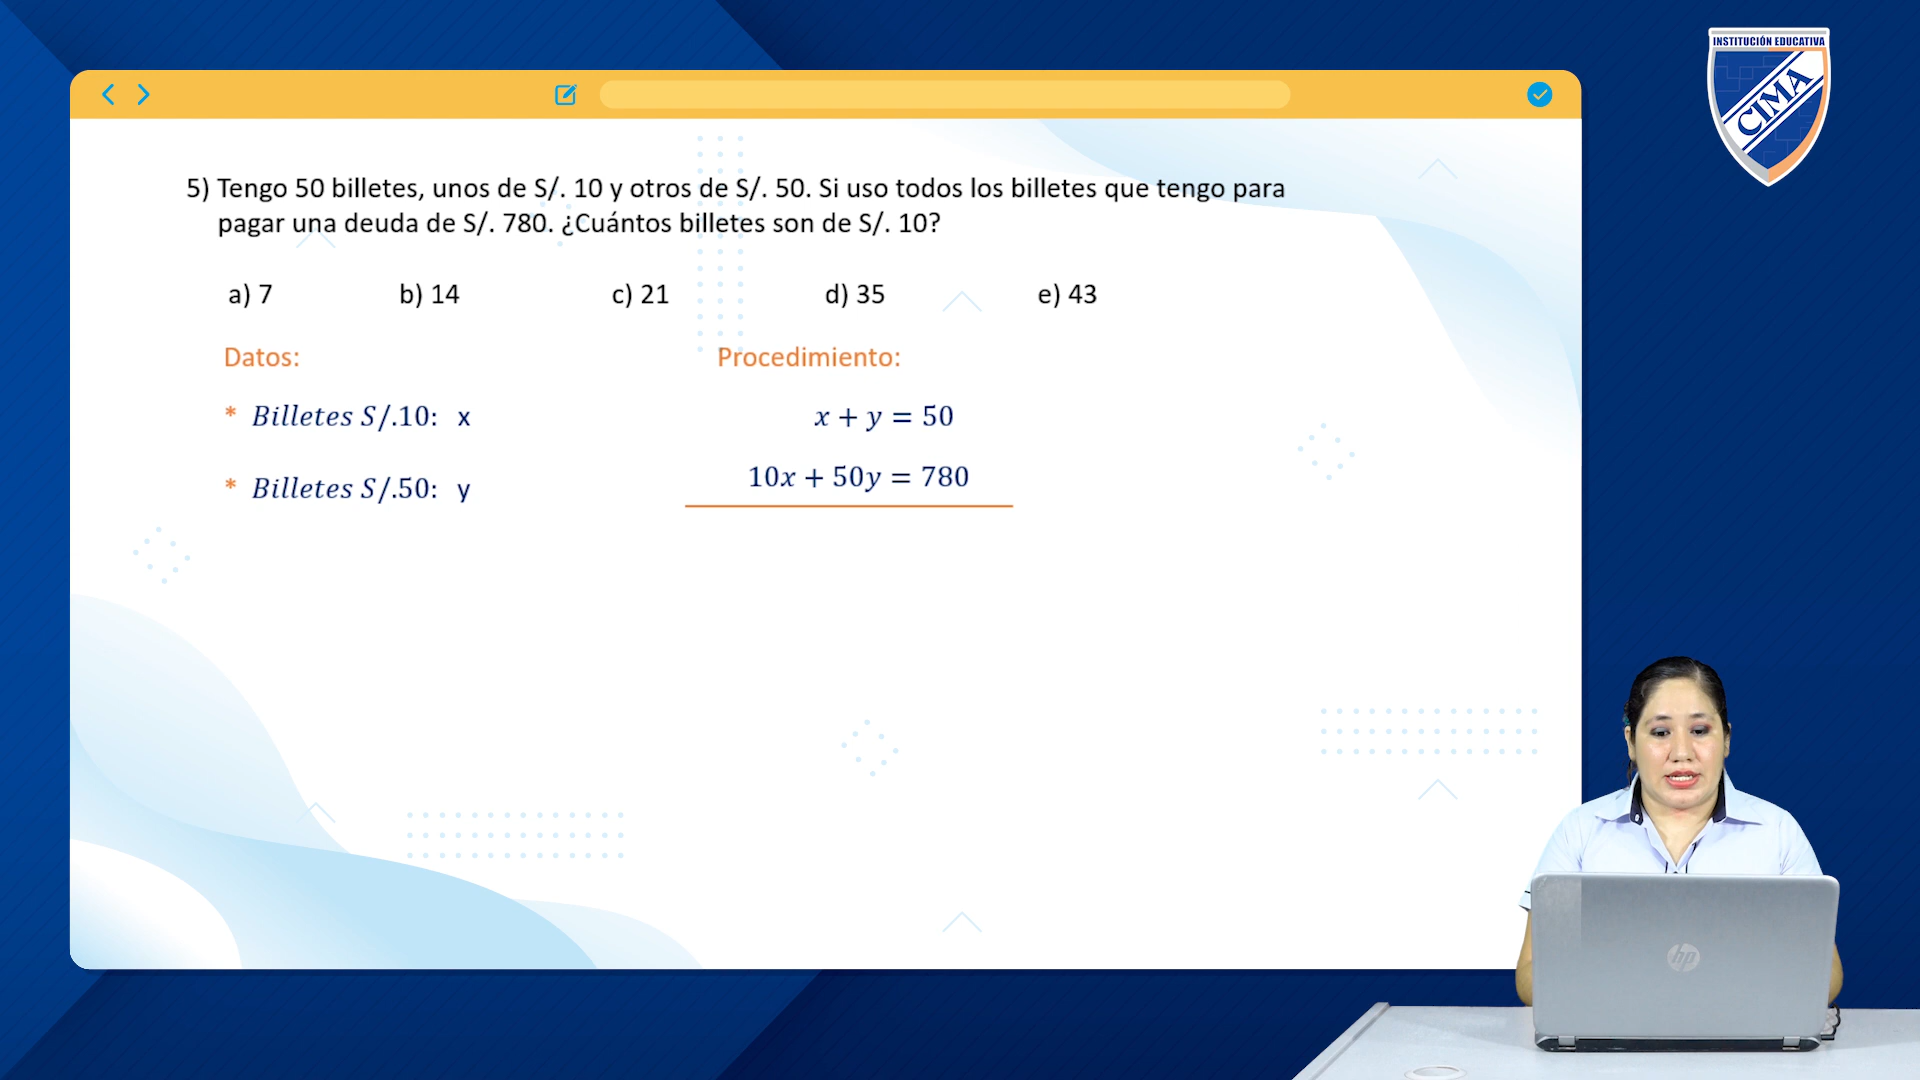 INSTITUCIÓN EDUCATIVA
CIMA
5) Tengo 50 billetes, unos de S/. 10 y otros de S/. 50. Si uso todos los billetes que tengo para
pagar una deuda de S/. 780. ¿Cuántos billetes son de S/. 10?
a) 7 b) 14 c) 21 d) 35 e) 43
Datos: Procedimiento:
* Billetes S/.10: x x + y = 50
10x + 50y = 780
* Billetes S/.50: y
hp